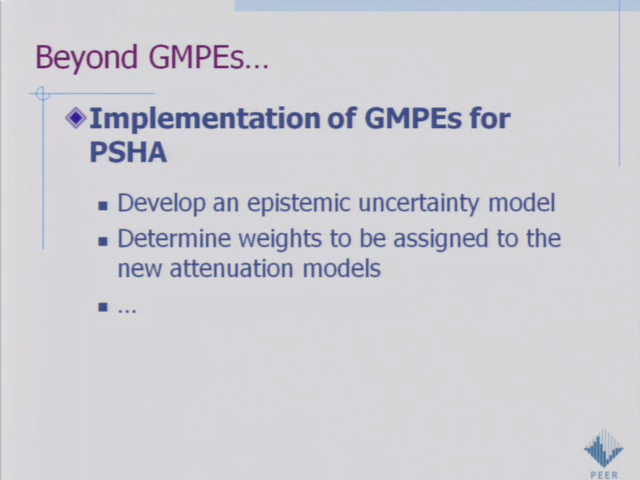 Beyond GMPEs…
Implementation of GMPEs for
PSHA
Develop an epistemic uncertainty model
Determine weights to be assigned to the
new attenuation models
…
PEER